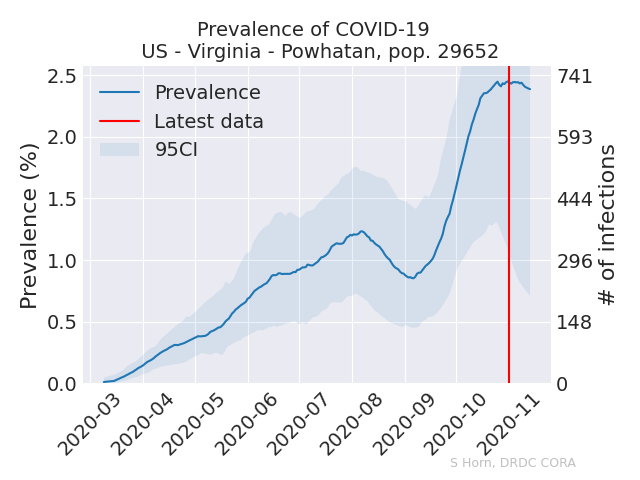 Prevalence of COVID-19
US - Virginia - Powhatan, pop. 29652
Prevalence
Latest data
95CI
Prevalence (%)
2.5
2.0
1.5
1.0
0.5
0.0
741
593
444
296
148
0
# of infections
2020-03
2020-04
2020-05
2020-06
2020-07
2020-08
2020-09
2020-10
2020-11
S Horn, DRDC CORA